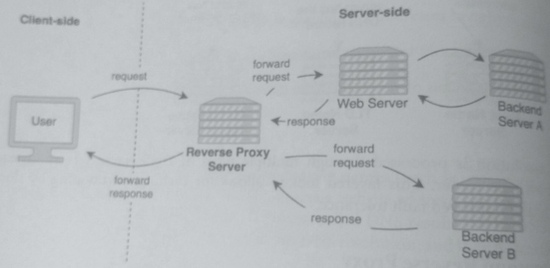 Client-side
Server-side
request
forward
request
Web Server
response
Backend
Server A
User
Reverse Proxy
Server
forward
response
forward
request
response
Backend
Server B